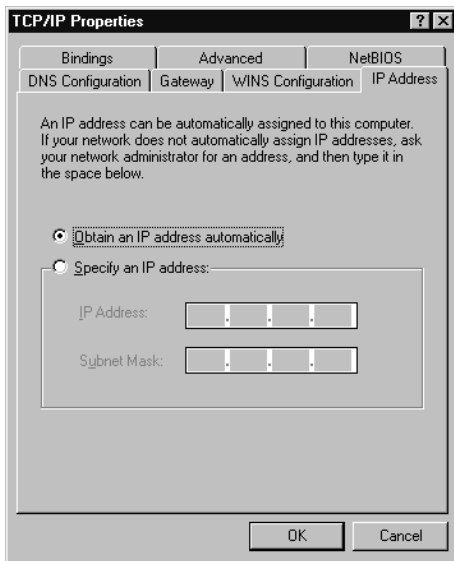 TCP/IP Properties
Bindings Advanced NetBIOS
DNS Configuration Gateway WINS Configuration IP Address
An IP address can be automatically assigned to this computer.
If your network does not automatically assign IP addresses, ask
your network administrator for an address, and then type it in
the space below.
Obtain an IP address automatically
Specify an IP address:
IP Address:
. . .
Subnet Mask:
. . .
OK Cancel